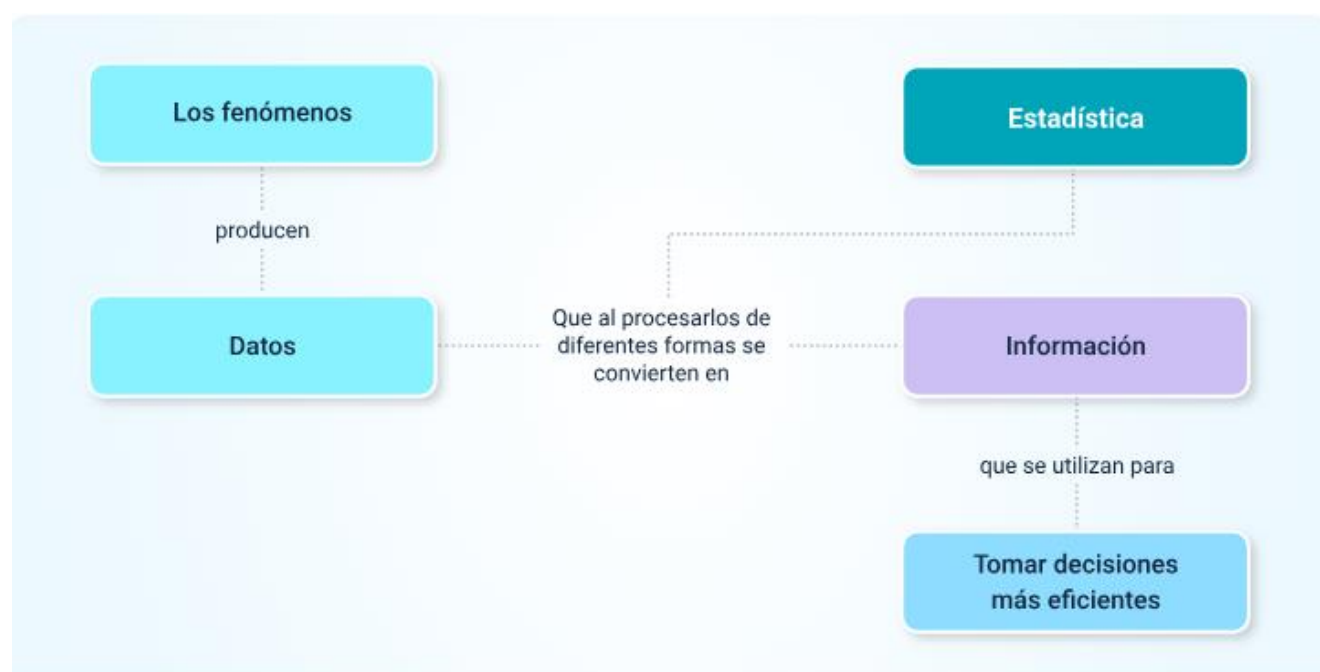 Los fenómenos
Estadística
producen
Datos
Que al procesarlos de
diferentes formas se
convierten en
Información
que se utilizan para
Tomar decisiones
más eficientes